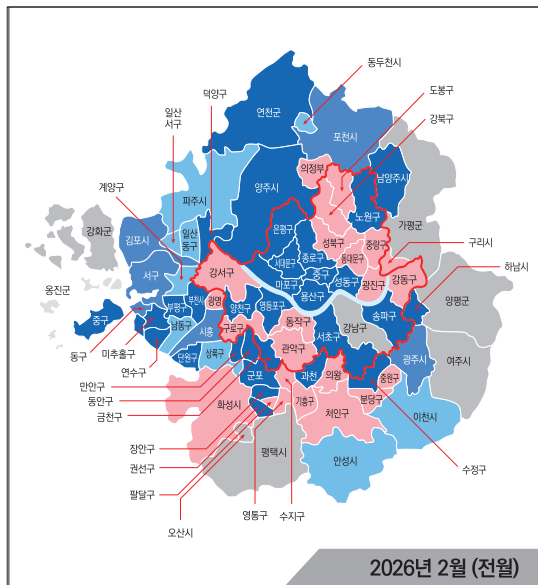 동두천시
덕양구
도봉구
연천군
일산
서구
강북구
포천시
의정부
계양구
남양주시
양주시
파주시
노원구
강화군
은평구
가평군
김포시
일산
동구
성북구
중랑구
구리시
서대문구
종로구
동대문구
강서구
서구
중구
하남시
마포구
성동구
광진구
강동구
옹진군
용산구
양평군
부평구
부천시
광명
양천구
영등포구
송파구
중구
남동구
시흥
구로구
동작구
서초구
강남구
동구
미추홀구
관악구
연수구
단원구
상록구
광주시
여주시
만안구
군포
과천
의왕
중원구
동안구
금천구
화성시
기흥구
처인구
분당구
이천시
장안구
권선구
평택시
안성시
수정구
팔달구
오산시
영통구
수지구
2026년 2월 (전월)